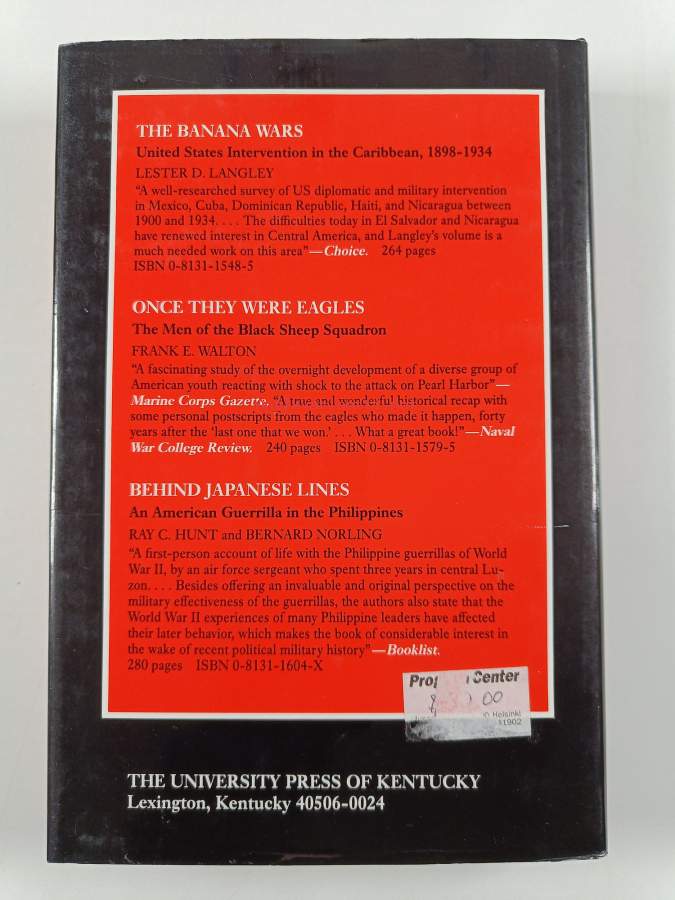 THE BANANA WARS
United States Intervention in the Caribbean, 1898-1934
LESTER D. LANGLEY
"A well-researched survey of US diplomatic and military intervention
in Mexico, Cuba, Dominican Republic, Haiti, and Nicaragua between
1900 and 1934. . . . The difficulties today in El Salvador and Nicaragua
have renewed interest in Central America, and Langley's volume is a
much needed work on this area"—Choice. 264 pages
ISBN 0-8131-1548-5
ONCE THEY WERE EAGLES
The Men of the Black Sheep Squadron
FRANK E. WALTON
"A fascinating study of the overnight development of a diverse group of
American youth reacting with shock to the attack on Pearl Harbor"—
Marine Corps Gazette. "A true and wonderful historical recap with
some personal postscripts from the eagles who made it happen, forty
years after the 'last one that we won.' . . . What a great book!"—Naval
War College Review. 240 pages ISBN 0-8131-1579-5
BEHIND JAPANESE LINES
An American Guerrilla in the Philippines
RAY C. HUNT and BERNARD NORLING
"A first-person account of life with the Philippine guerrillas of World
War II, by an air force sergeant who spent three years in central Lu-
zon. . . . Besides offering an invaluable and original perspective on the
military effectiveness of the guerrillas, the authors also state that the
World War II experiences of many Philippine leaders have affected
their later behavior, which makes the book of considerable interest in
the wake of recent political military history"—Booklist.
280 pages ISBN 0-8131-1604-X
Center
00
Helsinki
THE UNIVERSITY PRESS OF KENTUCKY
Lexington, Kentucky 40506-0024